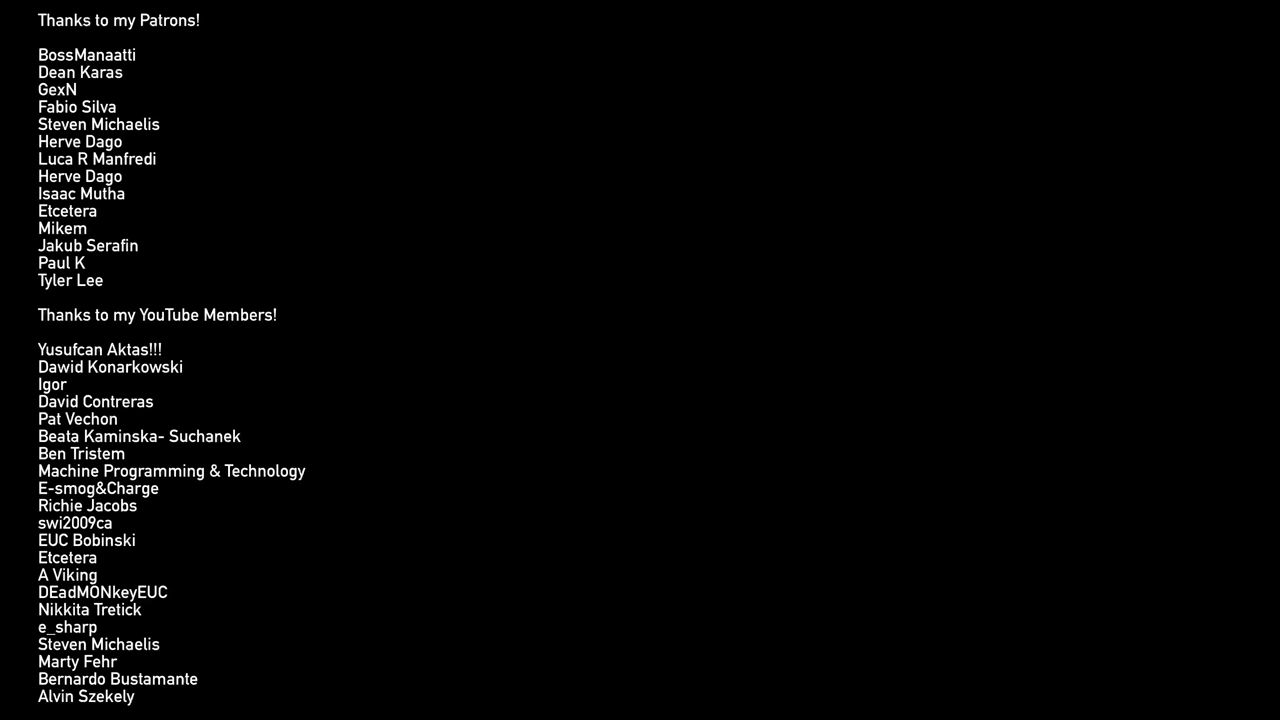 Thanks to my Patrons!
BossManaatti
Dean Karas
GexN
Fabio Silva
Steven Michaelis
Herve Dago
Luca R Manfredi
Herve Dago
Isaac Mutha
Etcetera
Mikem
Jakub Serafin
Paul K
Tyler Lee
Thanks to my YouTube Members!
Yusufcan Aktas!!!
Dawid Konarkowski
Igor
David Contreras
Pat Vechon
Beata Kaminska- Suchanek
Ben Tristem
Machine Programming & Technology
E-smog&Charge
Richie Jacobs
swi2009ca
EUC Bobinski
Etcetera
A Viking
DEadMONkeyEUC
Nikkita Tretick
e_sharp
Steven Michaelis
Marty Fehr
Bernardo Bustamante
Alvin Szekely